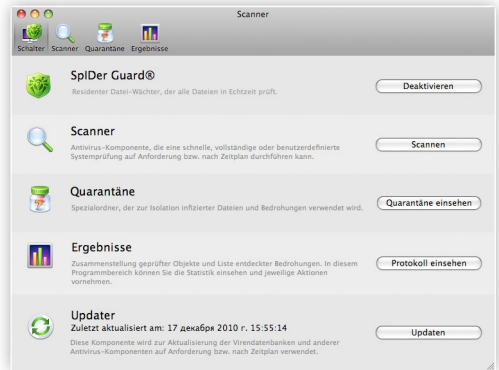 Scanner
Schalter Scanner Quarantäne Ergebnisse
SpIDer Guard®
Residenter Datei-Wächter, der alle Dateien in Echtzeit prüft.
Deaktivieren
Scanner
Antivirus-Komponente, die eine schnelle, vollständige oder benutzerdefinierte
Systemprüfung auf Anforderung bzw. nach Zeitplan durchführen kann.
Scannen
Quarantäne
Spezialordner, der zur Isolation infizierter Dateien und Bedrohungen verwendet wird.
Quarantäne einsehen
Ergebnisse
Zusammenstellung geprüfter Objekte und Liste entdeckter Bedrohungen. In diesem
Programmbereich können Sie die Statistik einsehen und jeweilige Aktionen
vornehmen.
Protokoll einsehen
Updater
Zuletzt aktualisiert am: 17 декабря 2010 г. 15:55:14
Diese Komponente wird zur Aktualisierung der Virendatenbanken und anderer
Antivirus-Komponenten auf Anforderung bzw. nach Zeitplan verwendet.
Updaten